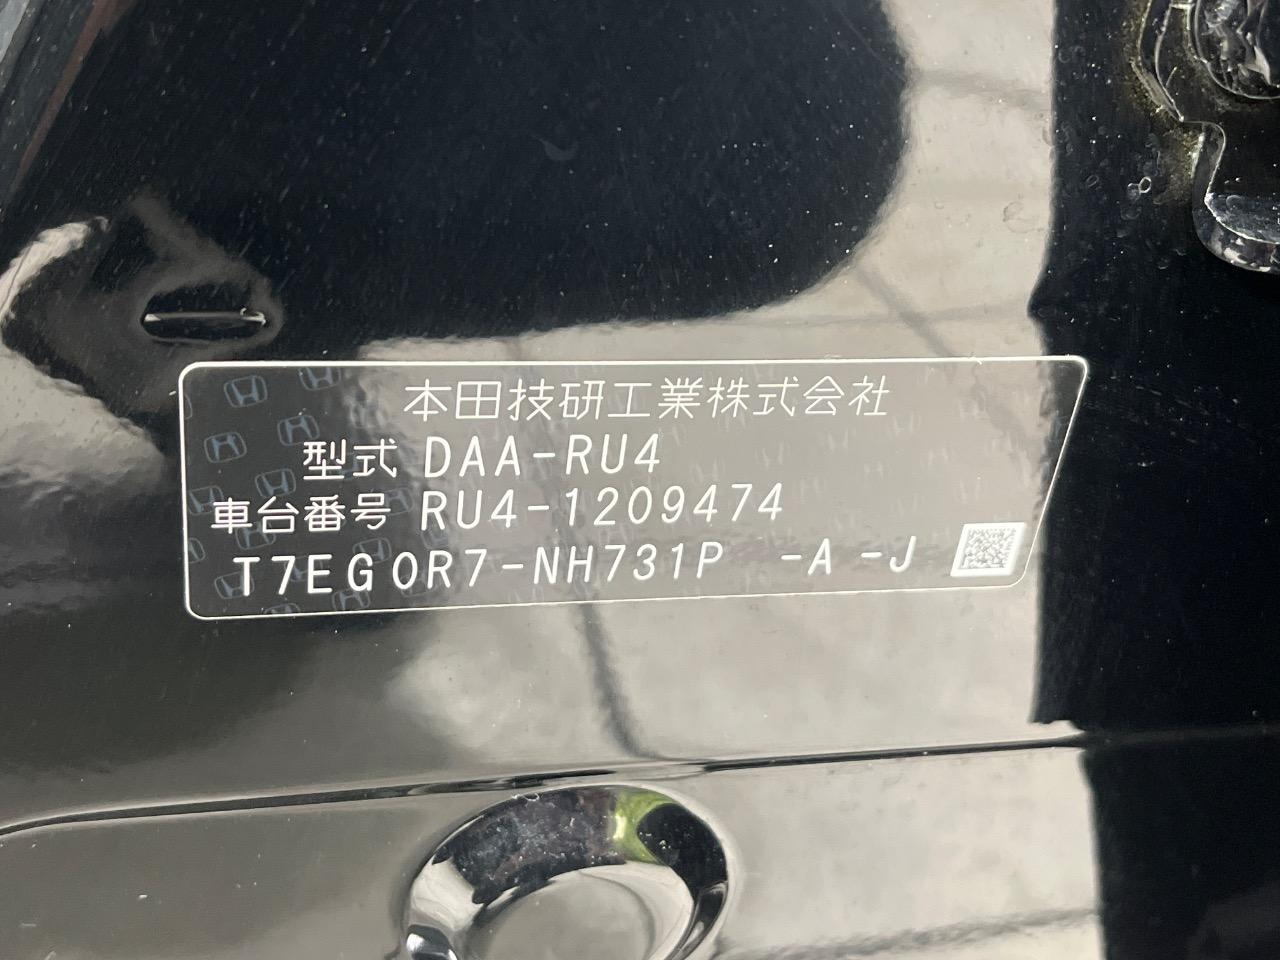 本田技研工業株式会社
型式 DAA-RU4
車台番号 RU4-1209474
T7EG0R7-NH731P -A -J